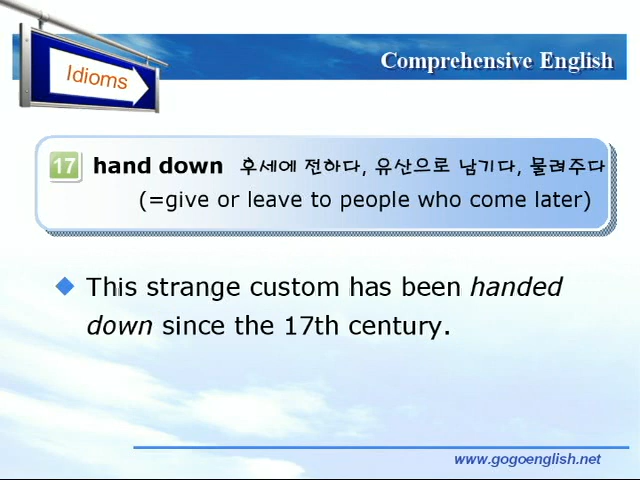 Idioms
Comprehensive English
17 hand down 후세에 전하다, 유산으로 남기다, 물려주다
(=give or leave to people who come later)
This strange custom has been handed
down since the 17th century.
www.gogoenglish.net